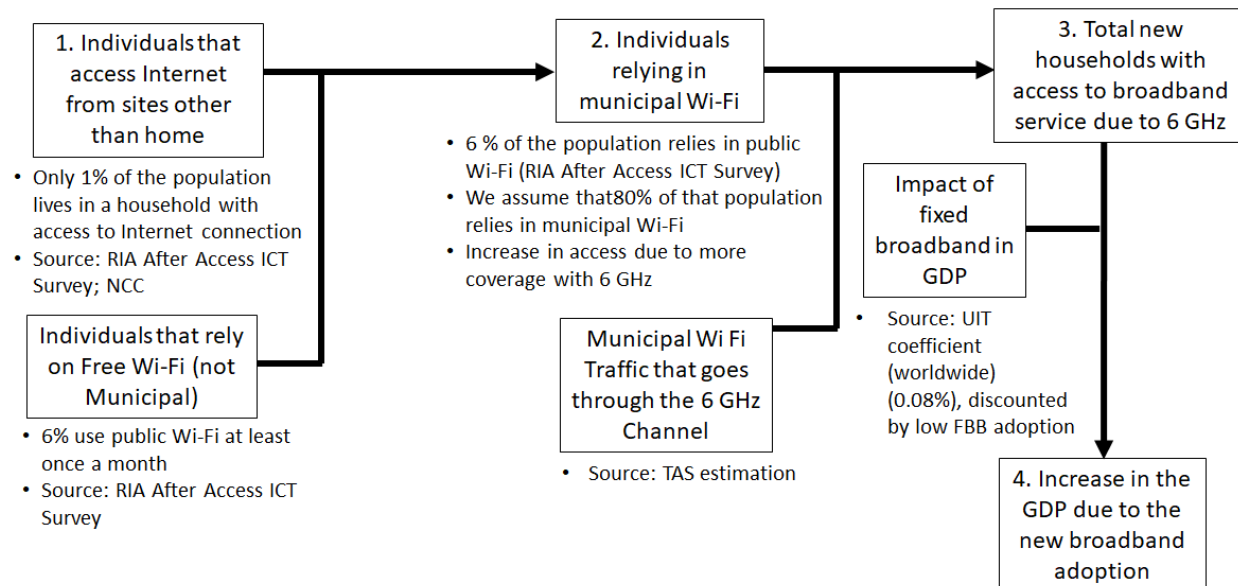 1. Individuals that
access Internet
from sites other
than home
• Only 1% of the population
lives in a household with
access to Internet connection
• Source: RIA After Access ICT
Survey; NCC
Individuals that rely
on Free Wi-Fi (not
Municipal)
• 6% use public Wi-Fi at least
once a month
• Source: RIA After Access ICT
Survey
2. Individuals
relying in
municipal Wi-Fi
• 6 % of the population relies in public
Wi-Fi (RIA After Access ICT Survey)
• We assume that80% of that population
relies in municipal Wi-Fi
• Increase in access due to more
coverage with 6 GHz
Municipal Wi Fi
Traffic that goes
through the 6 GHz
Channel
• Source: TAS estimation
3. Total new
households with
access to broadband
service due to 6 GHz
Impact of
fixed
broadband in
GDP
• Source: UIT
coefficient
(worldwide)
(0.08%), discounted
by low FBB adoption
4. Increase in the
GDP due to the
new broadband
adoption